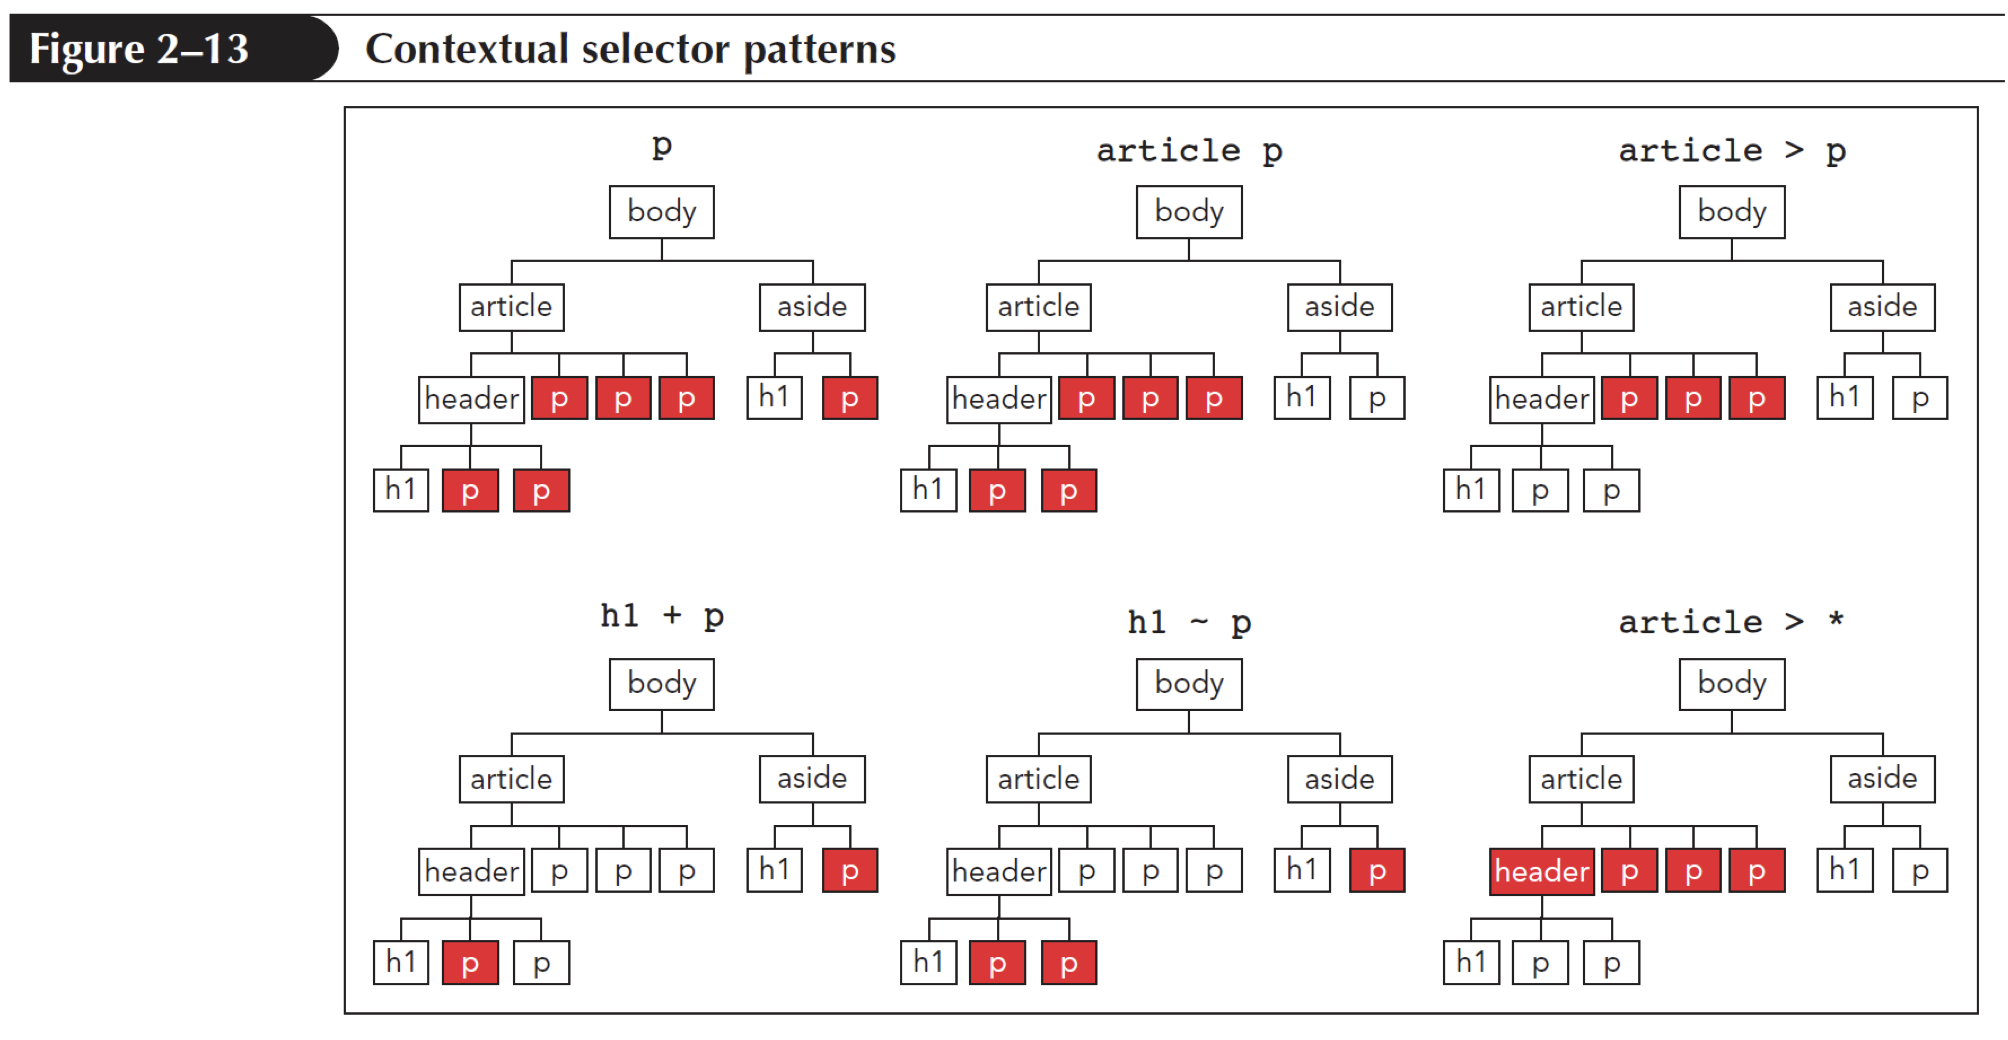 Figure 2–13 Contextual selector patterns
p article p article > p
body body body
article aside article aside article aside
header p p p h1 p header p p p h1 p header p p p h1 p
h1 p p h1 p p h1 p p
h1 + p h1 ~ p article > *
body body body
article aside article aside article aside
header p p p h1 p header p p p h1 p header p p p h1 p
h1 p p h1 p p h1 p p